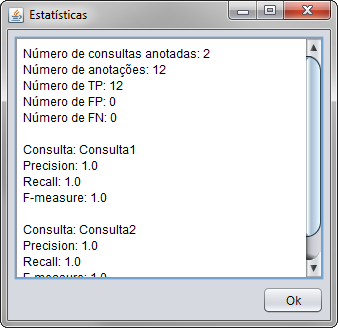 Estatísticas
Número de consultas anotadas: 2
Número de anotações: 12
Número de TP: 12
Número de FP: 0
Número de FN: 0
Consulta: Consulta1
Precision: 1.0
Recall: 1.0
F-measure: 1.0
Consulta: Consulta2
Precision: 1.0
Recall: 1.0
F-measure: 1.0
Ok